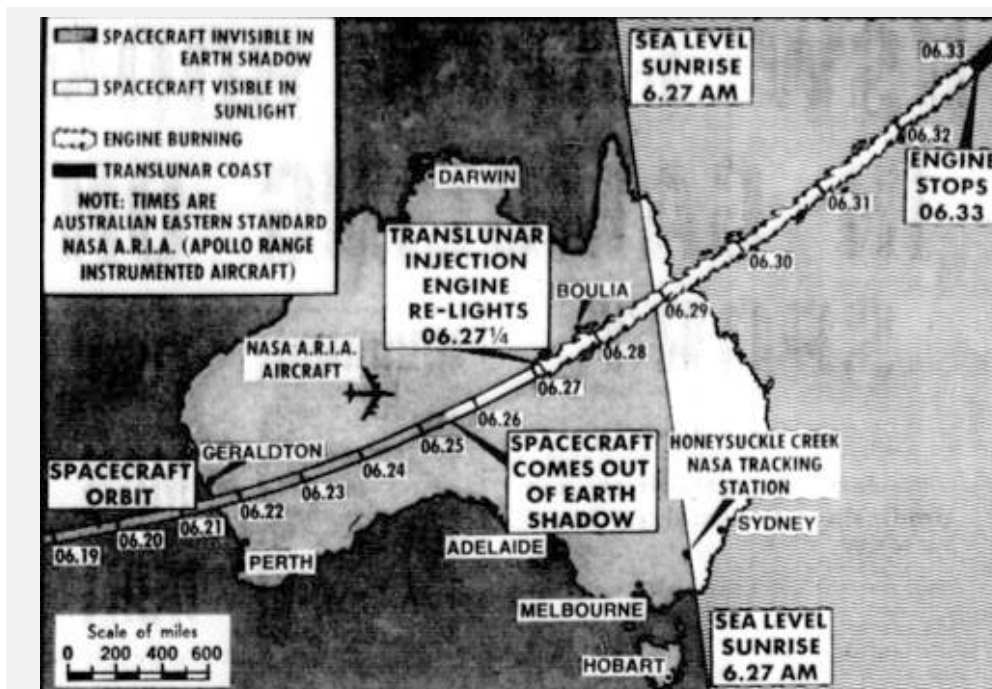 SPACECRAFT INVISIBLE IN
EARTH SHADOW
SPACECRAFT VISIBLE IN
SUNLIGHT
ENGINE BURNING
TRANSLUNAR COAST
NOTE: TIMES ARE
AUSTRALIAN EASTERN STANDARD
NASA A.R.I.A. (APOLLO RANGE
INSTRUMENTED AIRCRAFT)
SEA LEVEL
SUNRISE
6.27 AM
06.33
06.32
ENGINE
STOPS
06.33
06.31
06.30
DARWIN
TRANSLUNAR
INJECTION
ENGINE
RE-LIGHTS
06.27 ¼
BOULIA
06.29
06.28
06.27
NASA A.R.I.A.
AIRCRAFT
06.26
06.25
06.24
06.23
06.22
06.21
06.20
06.19
GERALDTON
SPACECRAFT
ORBIT
SPACECRAFT
COMES OUT
OF EARTH
SHADOW
HONEYSUCKLE CREEK
NASA TRACKING
STATION
SYDNEY
PERTH
ADELAIDE
MELBOURNE
HOBART
Scale of miles
0 200 400 600
SEA LEVEL
SUNRISE
6.27 AM